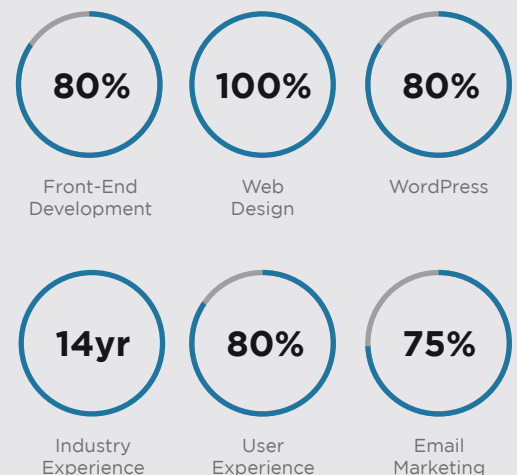 80%
100%
80%
Front-End
Development
Web
Design
WordPress
14yr
80%
75%
Industry
Experience
User
Experience
Email
Marketing